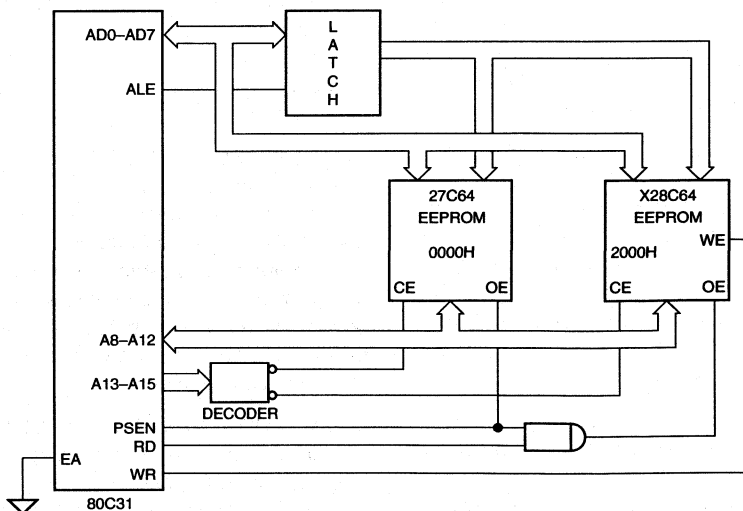 AD0–AD7
LATCH
ALE
27C64
EEPROM
0000H
CE
OE
X28C64
EEPROM
WE
2000H
CE
OE
A8–A12
A13–A15
DECODER
PSEN
RD
EA
WR
80C31